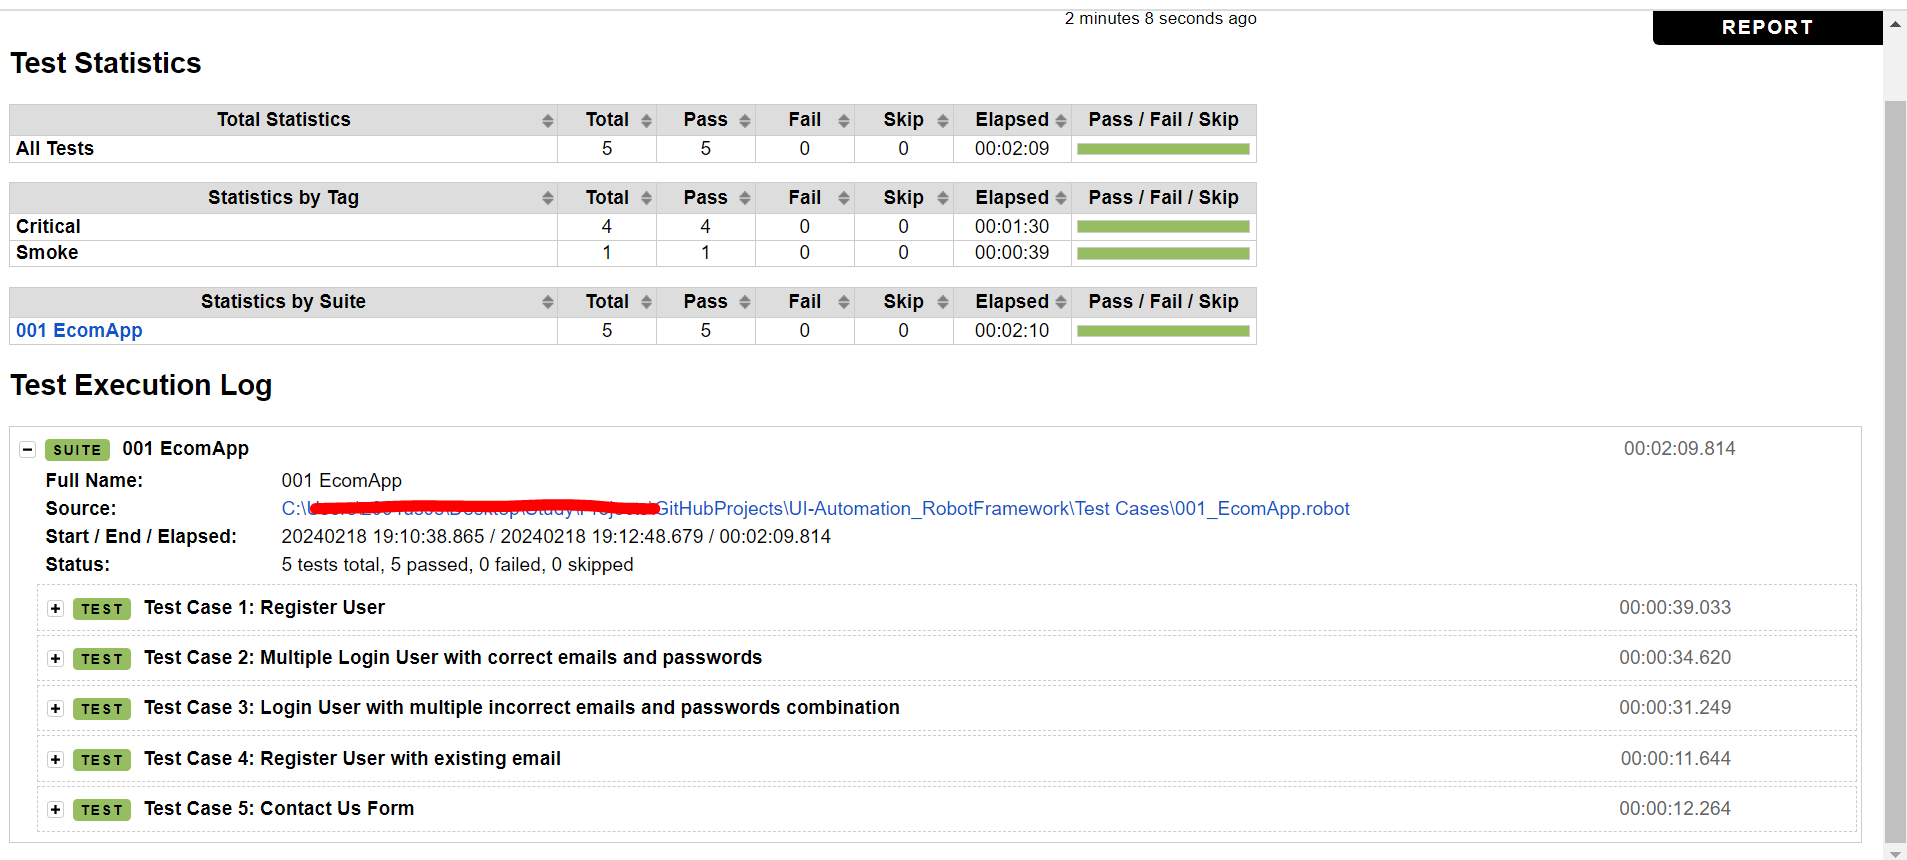 2 minutes 8 seconds ago
REPORT
Test Statistics
Total Statistics Total Pass Fail Skip Elapsed Pass / Fail / Skip
All Tests 5 5 0 0 00:02:09
Statistics by Tag Total Pass Fail Skip Elapsed Pass / Fail / Skip
Critical 4 4 0 0 00:01:30
Smoke 1 1 0 0 00:00:39
Statistics by Suite Total Pass Fail Skip Elapsed Pass / Fail / Skip
001 EcomApp 5 5 0 0 00:02:10
Test Execution Log
SUITE 001 EcomApp 00:02:09.814
Full Name: 001 EcomApp
Source: C:\ GitHubProjects\UI-Automation_RobotFramework\Test Cases\001_EcomApp.robot
Start / End / Elapsed: 20240218 19:10:38.865 / 20240218 19:12:48.679 / 00:02:09.814
Status: 5 tests total, 5 passed, 0 failed, 0 skipped
TEST Test Case 1: Register User 00:00:39.033
TEST Test Case 2: Multiple Login User with correct emails and passwords 00:00:34.620
TEST Test Case 3: Login User with multiple incorrect emails and passwords combination 00:00:31.249
TEST Test Case 4: Register User with existing email 00:00:11.644
TEST Test Case 5: Contact Us Form 00:00:12.264